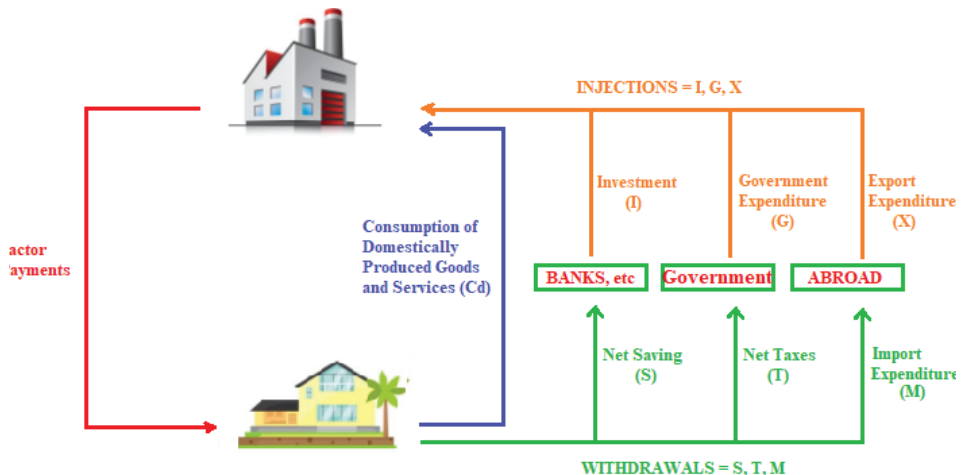 INJECTIONS = I, G, X
Investment
(I)
Government
Expenditure
(G)
Export
Expenditure
(X)
Consumption of
Domestically
Produced Goods
and Services (Cd)
actor
ayments
BANKS, etc
Government
ABROAD
Net Saving
(S)
Net Taxes
(T)
Import
Expenditure
(M)
WITHDRAWALS = S, T, M